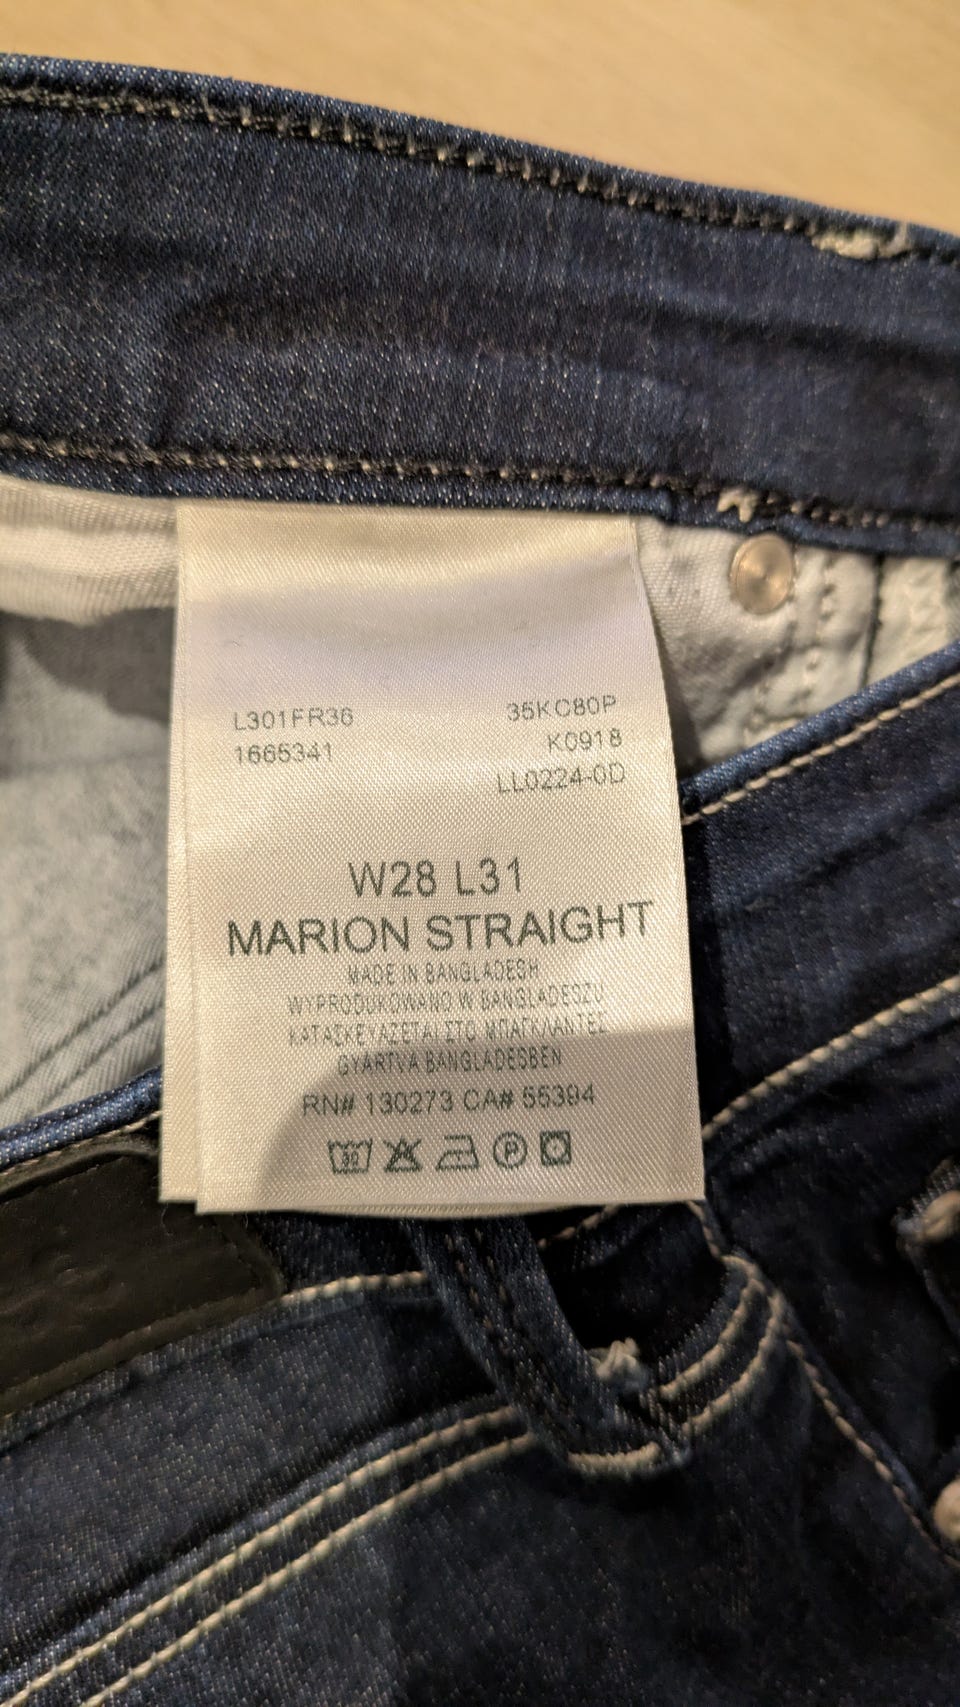 L301FR36 35KC80P
1665341 K0918
LL0224-0D
W28 L31
MARION STRAIGHT
MADE IN BANGLADESH
WYPRODUKOWANO W BANGLADESZU
ΚΑΤΑΣΚΕΥΑΖΕΤΑΙ ΣΤΟ ΜΠΑΓΚΛΑΝΤΕΣ
GYÁRTVA BANGLADESBEN
RN# 130273 CA# 55394
30 P